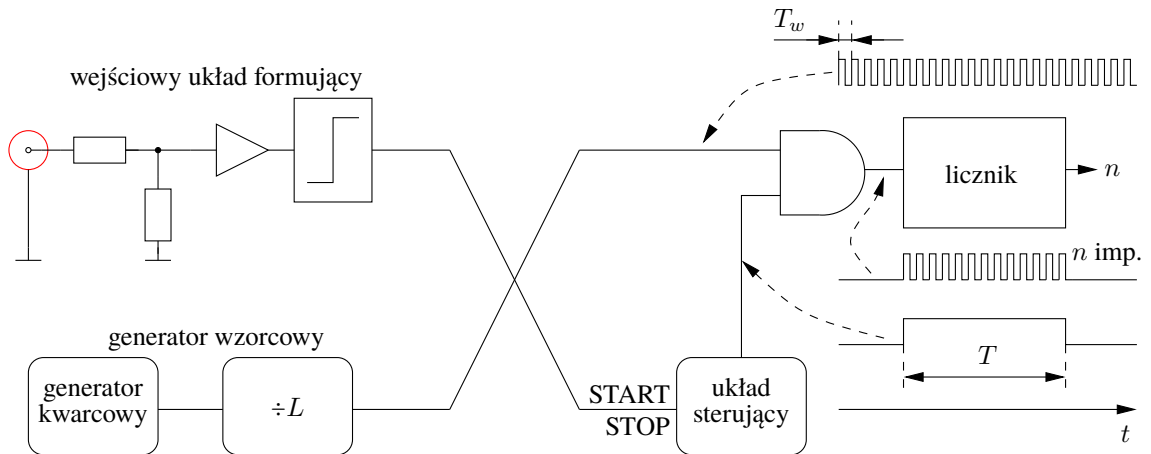 T_w
wejściowy układ formujący
licznik
n
n imp.
generator wzorcowy
generator
kwarcowy
÷L
START
STOP
układ
sterujący
T
t